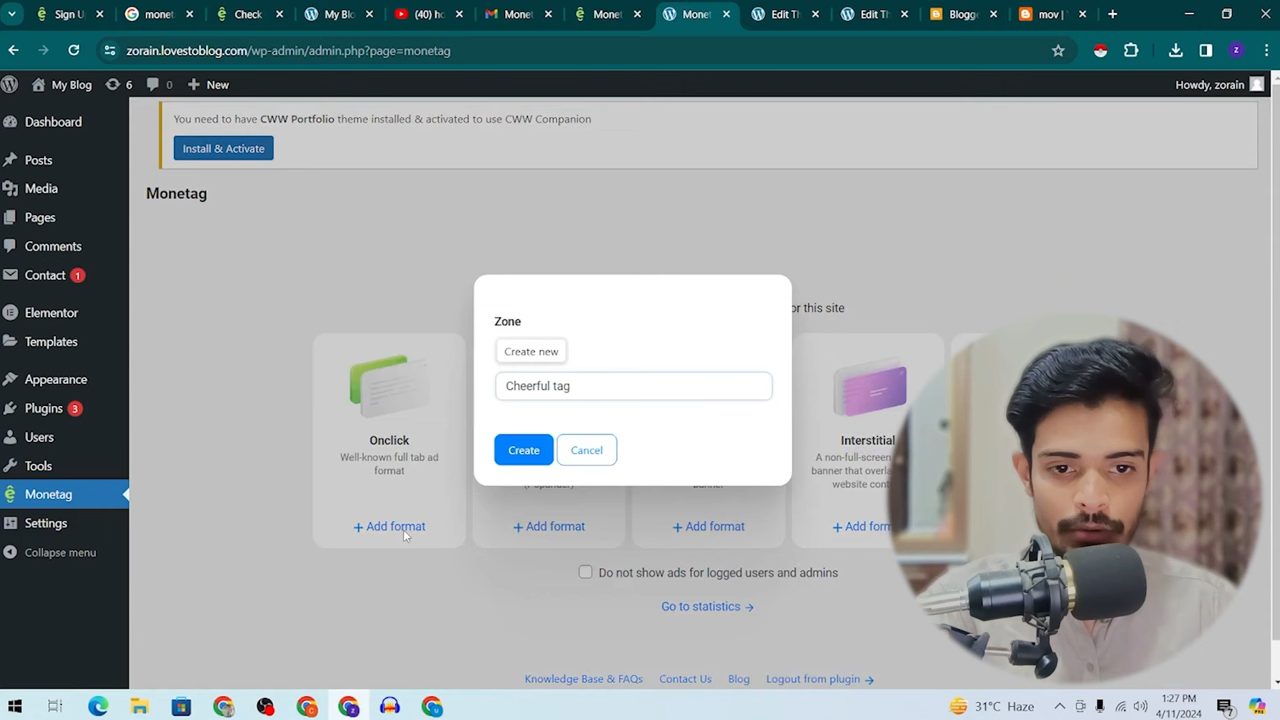 Sign U
monet
Check
My Blo
(40) ho
Monet
Monet
Monet
Edit Th
Edit Th
Blogge
mov | 
zorain.lovestoblog.com/wp-admin/admin.php?page=monetag
z
My Blog 6 0 New
Howdy, zorain
Dashboard
Posts
Media
Pages
Comments
Contact 1
Elementor
Templates
Appearance
Plugins 3
Users
Tools
Monetag
Settings
Collapse menu
You need to have CWW Portfolio theme installed & activated to use CWW Companion
Install & Activate
Monetag
or this site
Zone
Create new
Cheerful tag
Create Cancel
Onclick
Well-known full tab ad
format
+ Add format
+ Add format
Banner
+ Add format
Interstitial
A non-full-screen
banner that overla
website cont
+ Add form
Do not show ads for logged users and admins
Go to statistics →
Knowledge Base & FAQs Contact Us Blog Logout from plugin →
31°C Haze
1:27 PM
4/11/2024